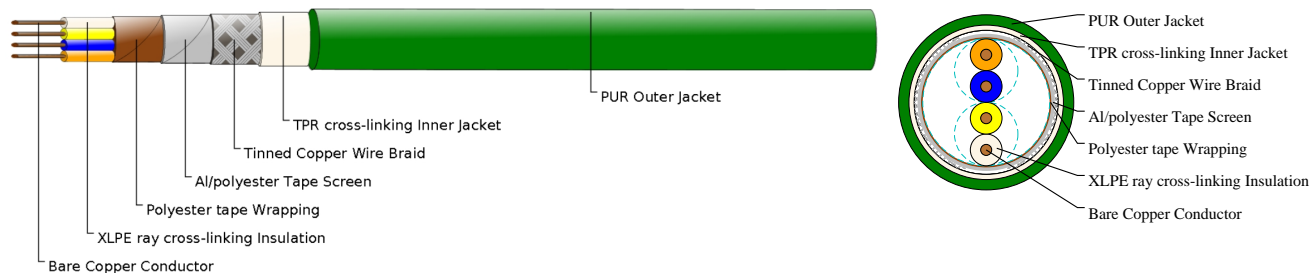 PUR Outer Jacket
TPR cross-linking Inner Jacket
Tinned Copper Wire Braid
Al/polyester Tape Screen
Polyester tape Wrapping
XLPE ray cross-linking Insulation
Bare Copper Conductor
PUR Outer Jacket
TPR cross-linking Inner Jacket
Tinned Copper Wire Braid
Al/polyester Tape Screen
Polyester tape Wrapping
XLPE ray cross-linking Insulation
Bare Copper Conductor